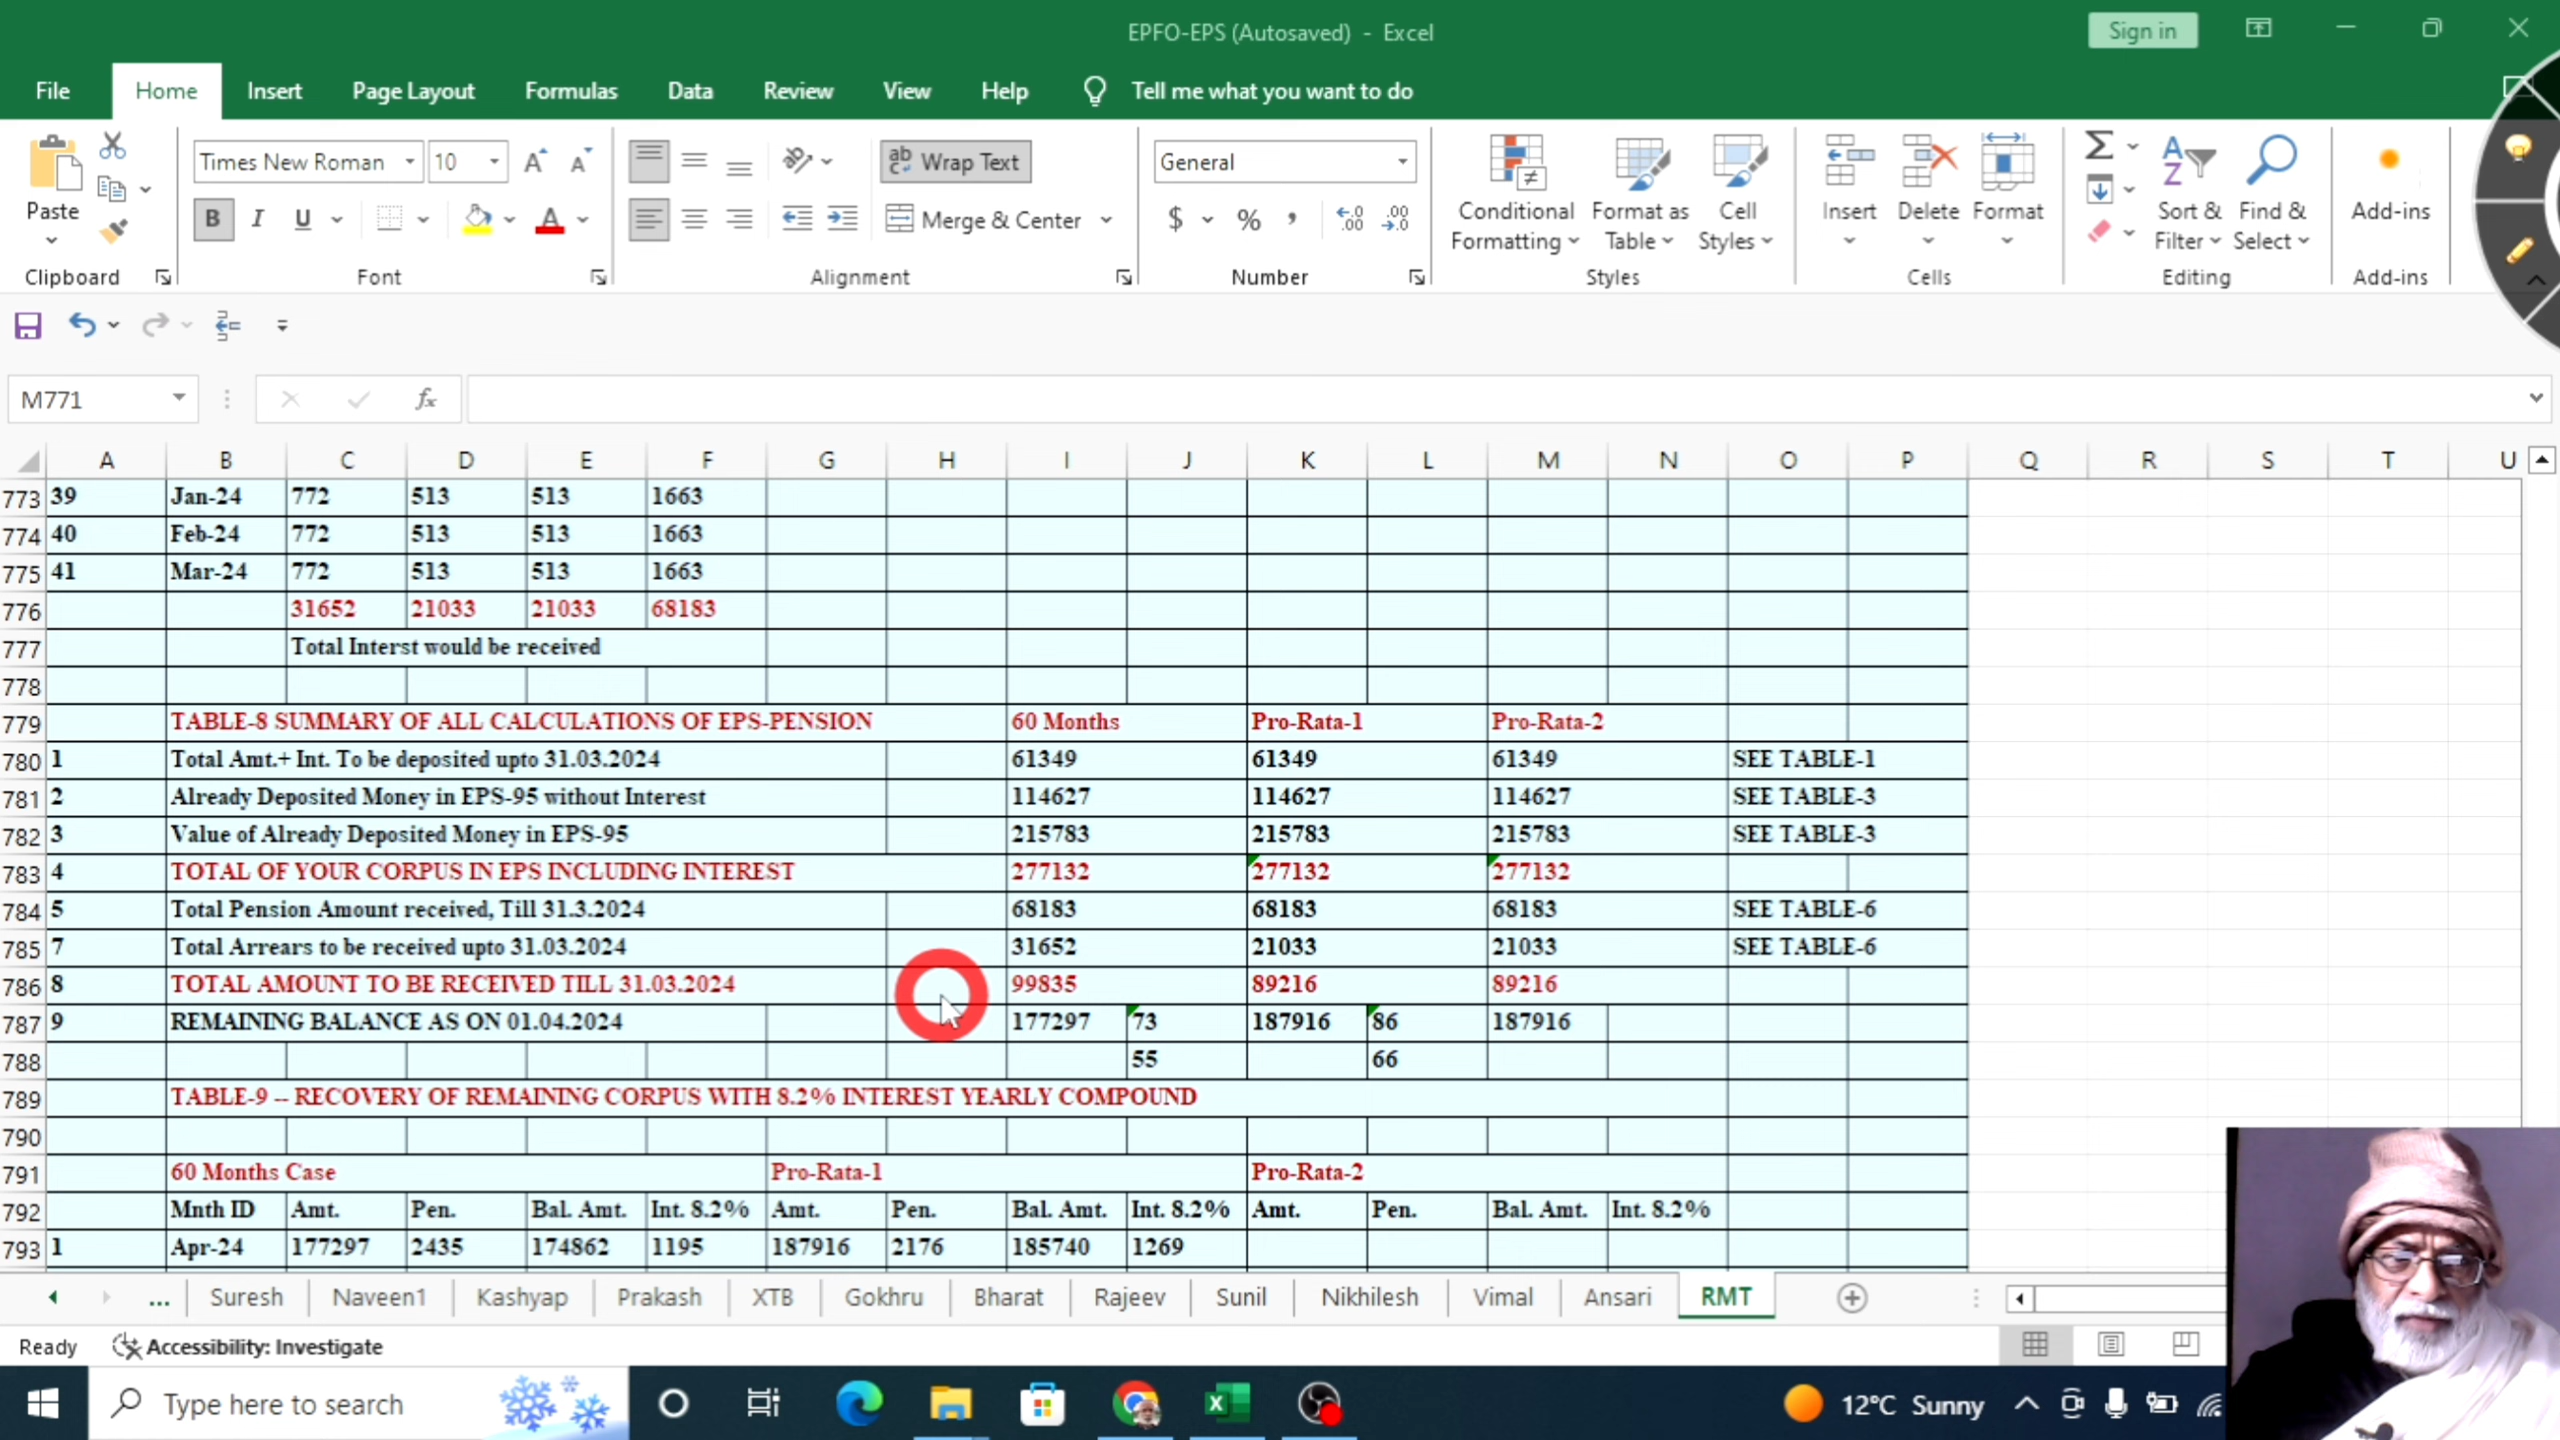 EPFO-EPS (Autosaved) - Excel
Sign in
File Home Insert Page Layout Formulas Data Review View Help Tell me what you want to do
Times New Roman 10 Wrap Text General
Paste B I U Merge & Center $ % , Conditional Formatting Format as Table Cell Styles Insert Delete Format Sort & Filter Find & Select Add-ins
Clipboard Font Alignment Number Styles Cells Editing Add-ins
M771 fx
A B C D E F G H I J K L M N O P Q R S T U
773 39 Jan-24 772 513 513 1663
774 40 Feb-24 772 513 513 1663
775 41 Mar-24 772 513 513 1663
776 31652 21033 21033 68183
777 Total Interst would be received
778
779 TABLE-8 SUMMARY OF ALL CALCULATIONS OF EPS-PENSION 60 Months Pro-Rata-1 Pro-Rata-2
780 1 Total Amt.+ Int. To be deposited upto 31.03.2024 61349 61349 61349 SEE TABLE-1
781 2 Already Deposited Money in EPS-95 without Interest 114627 114627 114627 SEE TABLE-3
782 3 Value of Already Deposited Money in EPS-95 215783 215783 215783 SEE TABLE-3
783 4 TOTAL OF YOUR CORPUS IN EPS INCLUDING INTEREST 277132 277132 277132
784 5 Total Pension Amount received, Till 31.3.2024 68183 68183 68183 SEE TABLE-6
785 7 Total Arrears to be received upto 31.03.2024 31652 21033 21033 SEE TABLE-6
786 8 TOTAL AMOUNT TO BE RECEIVED TILL 31.03.2024 99835 89216 89216
787 9 REMAINING BALANCE AS ON 01.04.2024 177297 73 187916 86 187916
788 55 66
789 TABLE-9 -- RECOVERY OF REMAINING CORPUS WITH 8.2% INTEREST YEARLY COMPOUND
790
791 60 Months Case Pro-Rata-1 Pro-Rata-2
792 Mnth ID Amt. Pen. Bal. Amt. Int. 8.2% Amt. Pen. Bal. Amt. Int. 8.2% Amt. Pen. Bal. Amt. Int. 8.2%
793 1 Apr-24 177297 2435 174862 1195 187916 2176 185740 1269
... Suresh Naveen1 Kashyap Prakash XTB Gokhru Bharat Rajeev Sunil Nikhilesh Vimal Ansari RMT
Ready Accessibility: Investigate
Type here to search 12°C Sunny